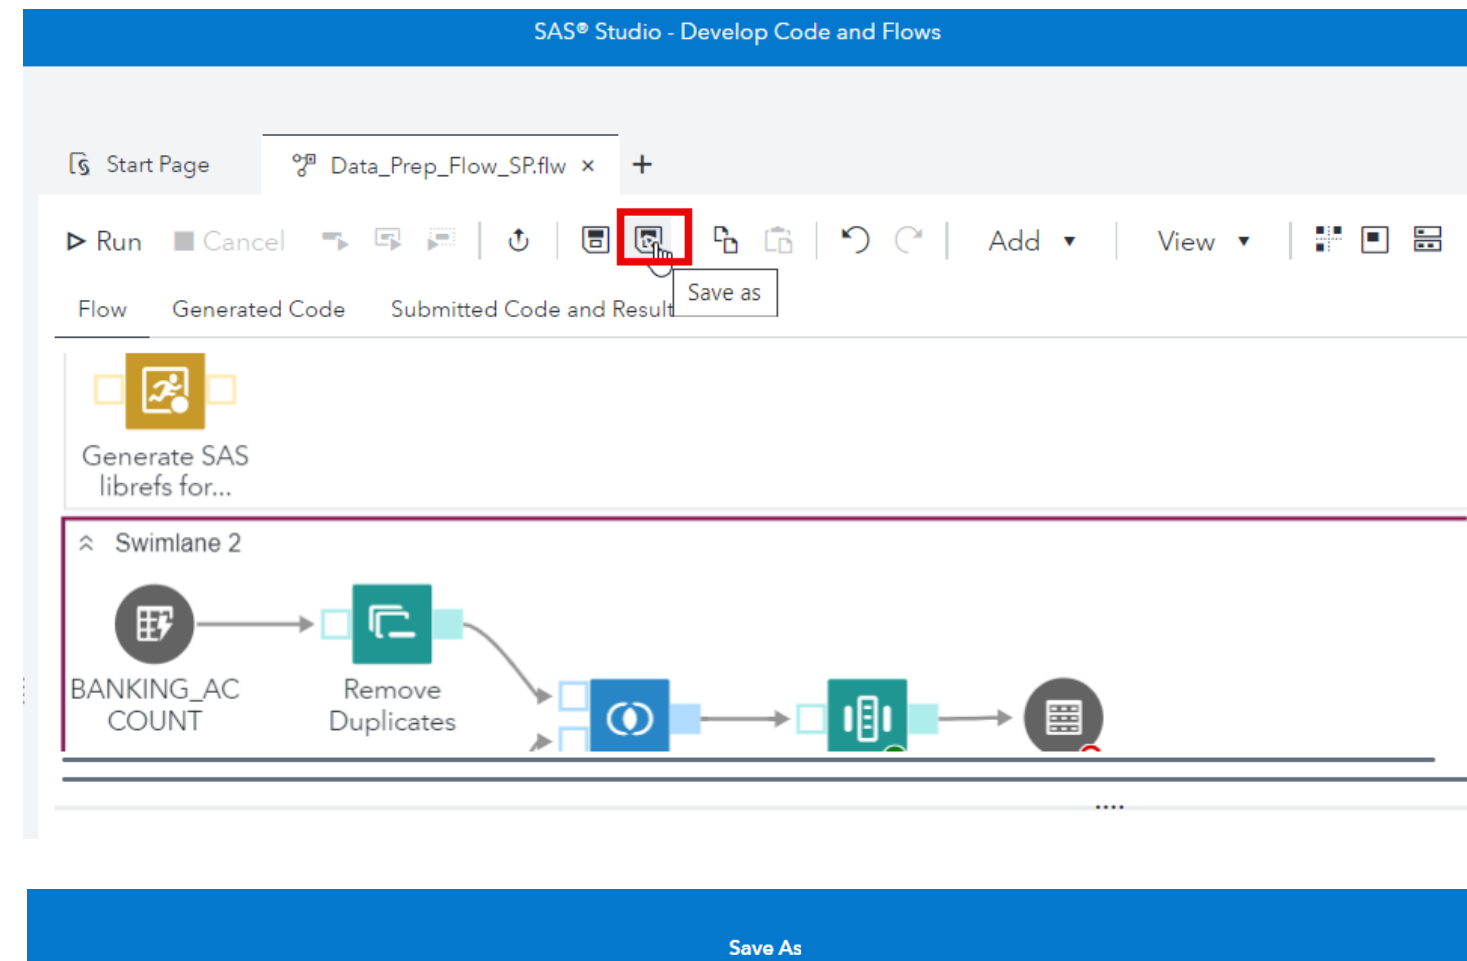 SAS® Studio - Develop Code and Flows
Start Page
Data_Prep_Flow_SP.flw × +
Run Cancel Add View
Save as
Flow Generated Code Submitted Code and Result
Generate SAS
librefs for...
Swimlane 2
BANKING_AC
COUNT
Remove
Duplicates
Save As